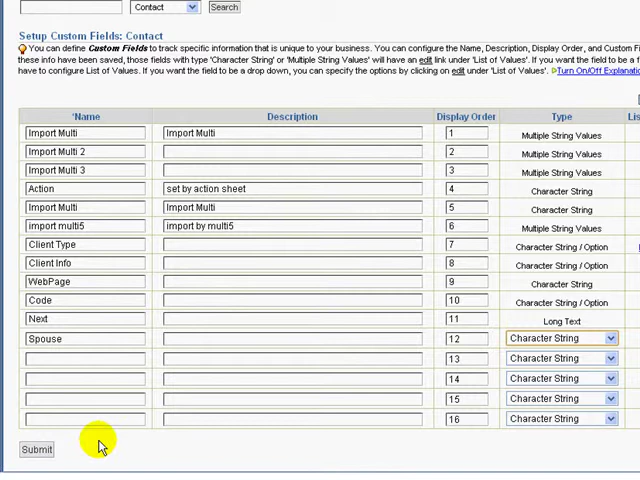 Contact Search
Setup Custom Fields: Contact
You can define Custom Fields to track specific information that is unique to your business. You can configure the Name, Description, Display Order, and Custom F
these info have been saved, those fields with type 'Character String' or 'Multiple String Values' will have an edit link under 'List of Values'. If you want the field to be a f
have to configure List of Values. If you want the field to be a drop down, you can specify the options by clicking on edit under 'List of Values'. Turn On/Off Explanatio
*Name Description Display Order Type Lis
Import Multi Import Multi 1 Multiple String Values
Import Multi 2 2 Multiple String Values
Import Multi 3 3 Multiple String Values
Action set by action sheet 4 Character String
Import Multi Import Multi 5 Character String
import multi5 import by multi5 6 Multiple String Values
Client Type 7 Character String / Option
Client Info 8 Character String / Option
WebPage 9 Character String
Code 10 Character String / Option
Next 11 Long Text
Spouse 12 Character String
13 Character String
14 Character String
15 Character String
16 Character String
Submit